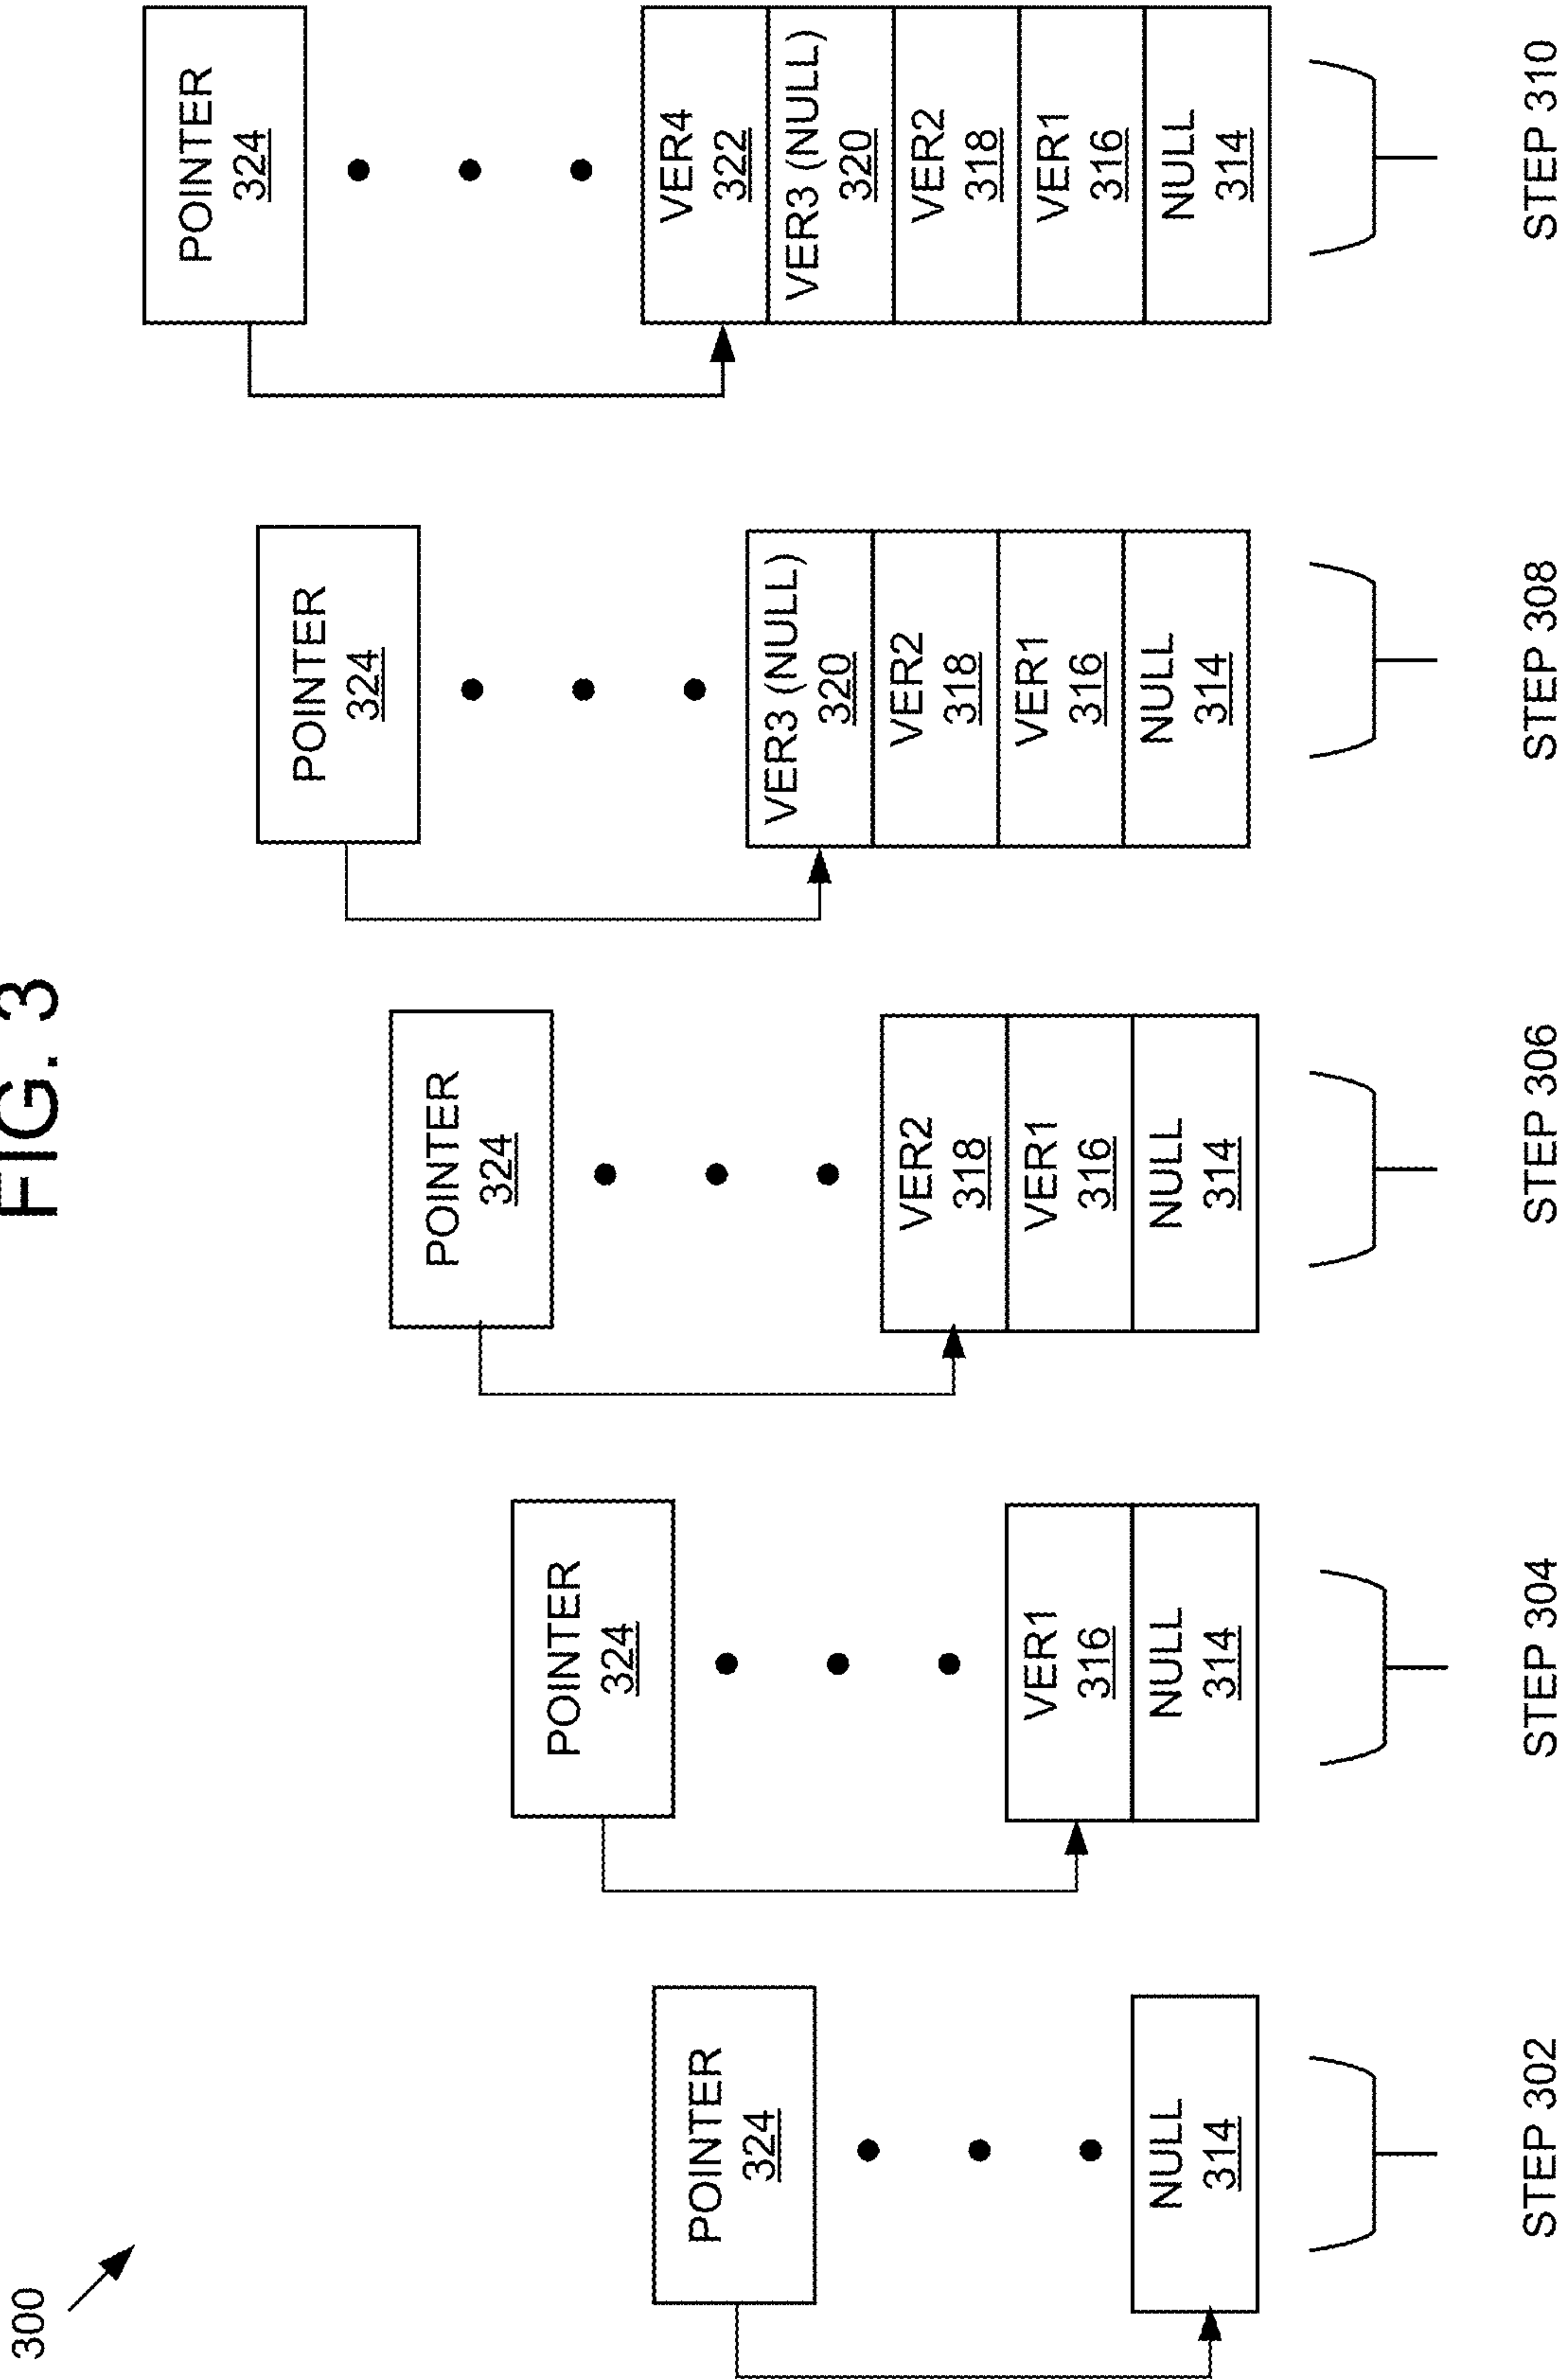 FIG. 3
300
POINTER
324
NULL
314
STEP 302
POINTER
324
VER1
316
NULL
314
STEP 304
POINTER
324
VER2
318
VER1
316
NULL
314
STEP 306
POINTER
324
VER3 (NULL)
320
VER2
318
VER1
316
NULL
314
STEP 308
POINTER
324
VER4
322
VER3 (NULL)
320
VER2
318
VER1
316
NULL
314
STEP 310